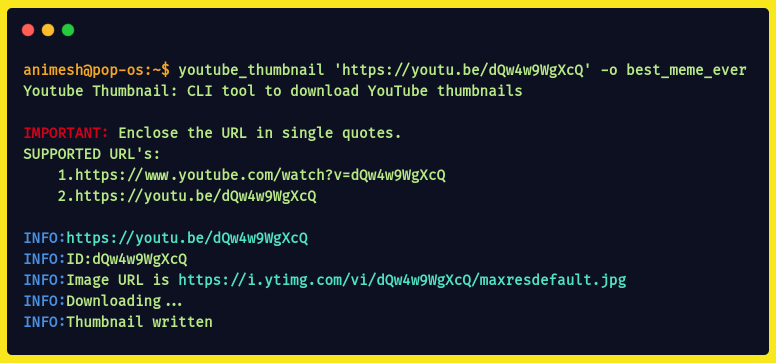 animesh@pop-os:~$ youtube_thumbnail 'https://youtu.be/dQw4w9WgXcQ' -o best_meme_ever
Youtube Thumbnail: CLI tool to download YouTube thumbnails
IMPORTANT: Enclose the URL in single quotes.
SUPPORTED URL's:
1.https://www.youtube.com/watch?v=dQw4w9WgXcQ
2.https://youtu.be/dQw4w9WgXcQ
INFO:https://youtu.be/dQw4w9WgXcQ
INFO:ID:dQw4w9WgXcQ
INFO:Image URL is https://i.ytimg.com/vi/dQw4w9WgXcQ/maxresdefault.jpg
INFO:Downloading...
INFO:Thumbnail written